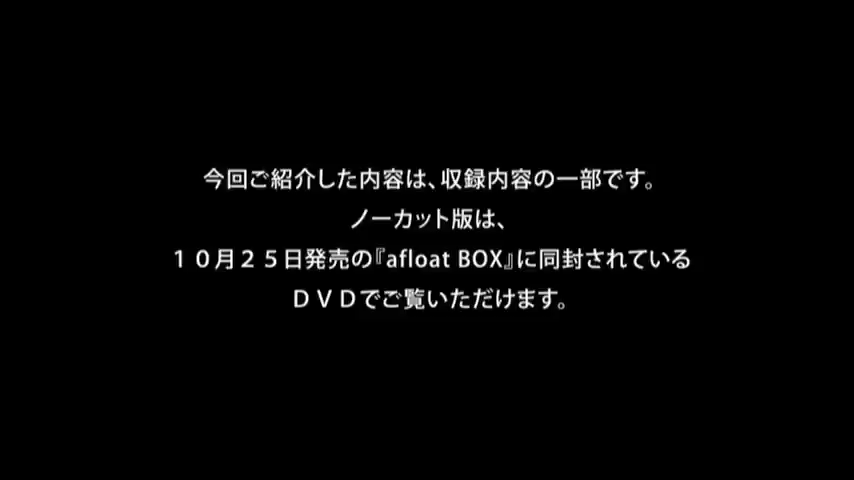 今回ご紹介した内容は、収録内容の一部です。
ノーカット版は、
１０月２５日発売の『afloat BOX』に同封されている
ＤＶＤでご覧いただけます。